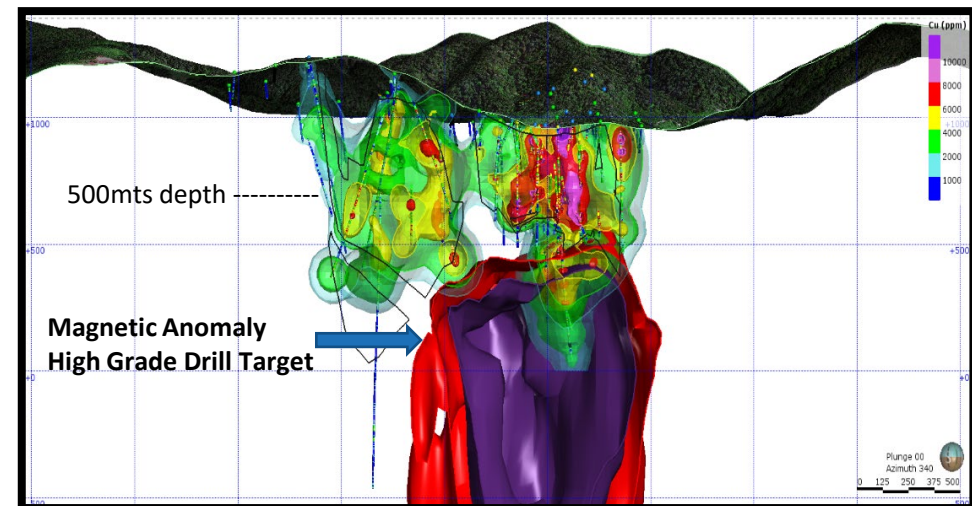 Cu (ppm)
10000
8000
6000
4000
2000
1000
+1000
+1000
500mts depth
+500
+500
Magnetic Anomaly
High Grade Drill Target
+0
+0
Plunge 00
Azimuth 340
0 125 250 375 500